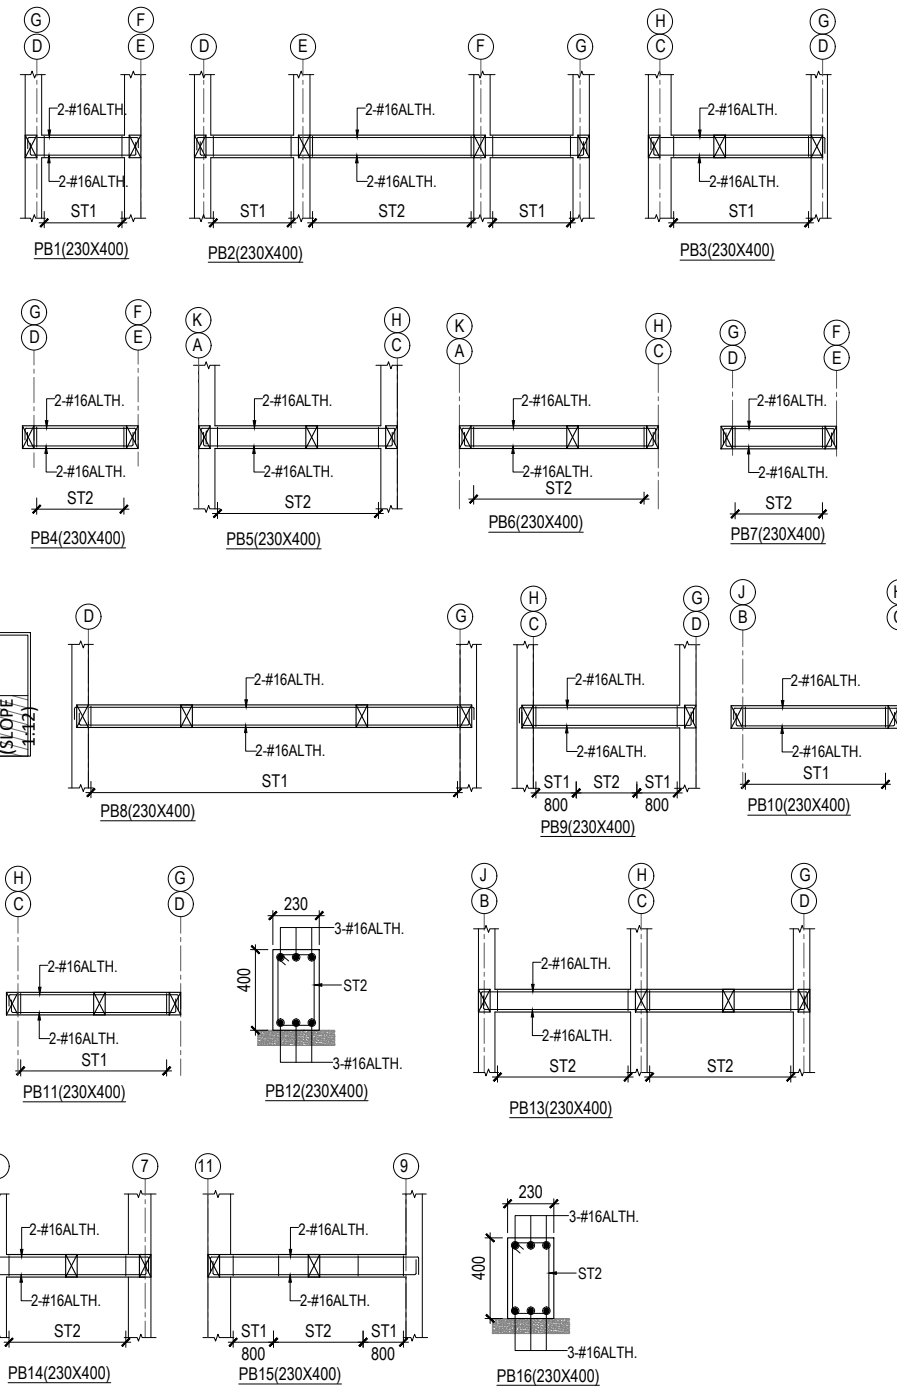 G F
D E
2-#16ALTH.
2-#16ALTH.
ST1
PB1(230X400)
D E F G
2-#16ALTH. 2-#16ALTH.
2-#16ALTH. 2-#16ALTH.
ST1 ST2 ST1
PB2(230X400)
H G
C D
2-#16ALTH.
2-#16ALTH.
ST1
PB3(230X400)
G F
D E
2-#16ALTH.
2-#16ALTH.
ST2
PB4(230X400)
K H
A C
2-#16ALTH.
2-#16ALTH.
ST2
PB5(230X400)
K H
A C
2-#16ALTH.
2-#16ALTH.
ST2
PB6(230X400)
G F
D E
2-#16ALTH.
2-#16ALTH.
ST2
PB7(230X400)
(SLOPE
1:12)
D G
2-#16ALTH.
2-#16ALTH.
ST1
PB8(230X400)
H G
C D
2-#16ALTH.
2-#16ALTH.
ST1 ST2 ST1
800 800
PB9(230X400)
J
B
2-#16ALTH.
2-#16ALTH.
ST1
PB10(230X400)
H G
C D
2-#16ALTH.
2-#16ALTH.
ST1
PB11(230X400)
230
3-#16ALTH.
400
ST2
3-#16ALTH.
PB12(230X400)
J H G
B C D
2-#16ALTH.
2-#16ALTH.
ST2 ST2
PB13(230X400)
7
2-#16ALTH.
2-#16ALTH.
ST2
PB14(230X400)
11 9
2-#16ALTH.
2-#16ALTH.
ST1 ST2 ST1
800 800
PB15(230X400)
230
3-#16ALTH.
400
ST2
3-#16ALTH.
PB16(230X400)